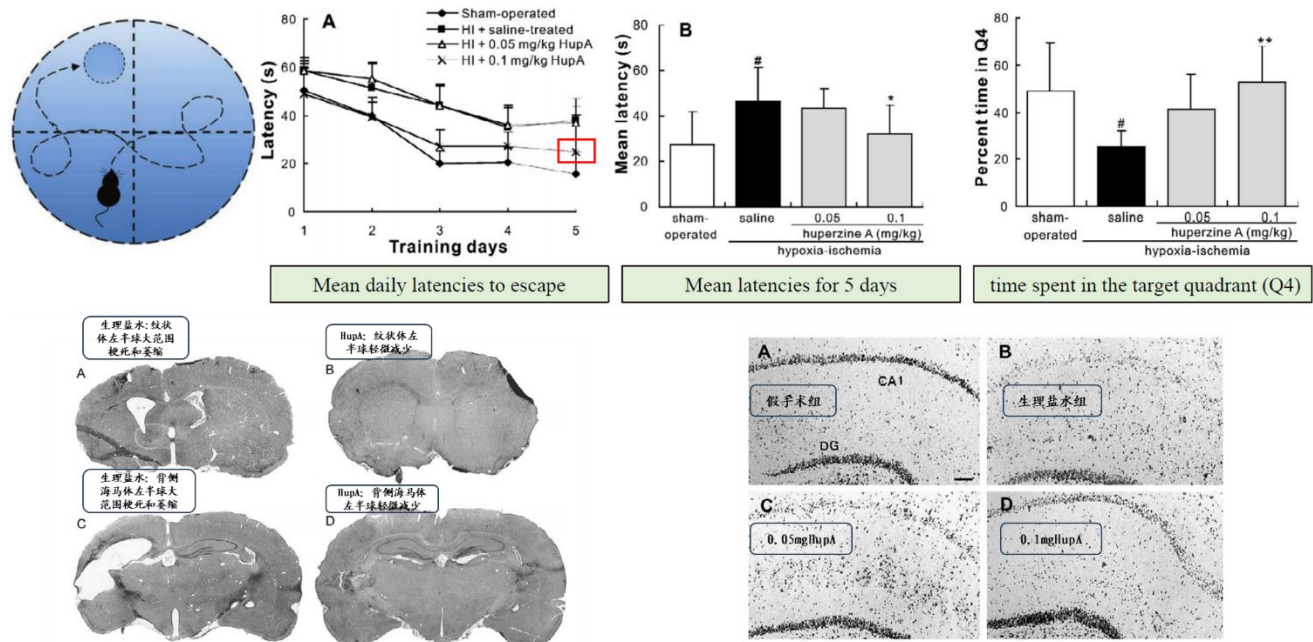 A
Latency (s)
80
60
40
20
0
Sham-operated
HI + saline-treated
HI + 0.05 mg/kg HupA
HI + 0.1 mg/kg HupA
1 2 3 4 5
Training days
B
Mean latency (s)
80
60
40
20
0
#
*
sham-
operated
saline
0.05
0.1
huperzine A (mg/kg)
hypoxia-ischemia
Percent time in Q4
80
60
40
20
0
#
**
sham-
operated
saline
0.05
0.1
huperzine A (mg/kg)
hypoxia-ischemia
Mean daily latencies to escape
Mean latencies for 5 days
time spent in the target quadrant (Q4)
生理盐水:纹状
体左半球大范围
梗死和萎缩
A
HupA: 纹状体左
半球轻微减少
B
生理盐水: 背侧
海马体左半球大
范围梗死和萎缩
C
HupA: 背侧海马体
左半球轻微减少
D
A
CA1
假手术组
DG
B
生理盐水组
C
0.05mgHupA
D
0.1mgHupA